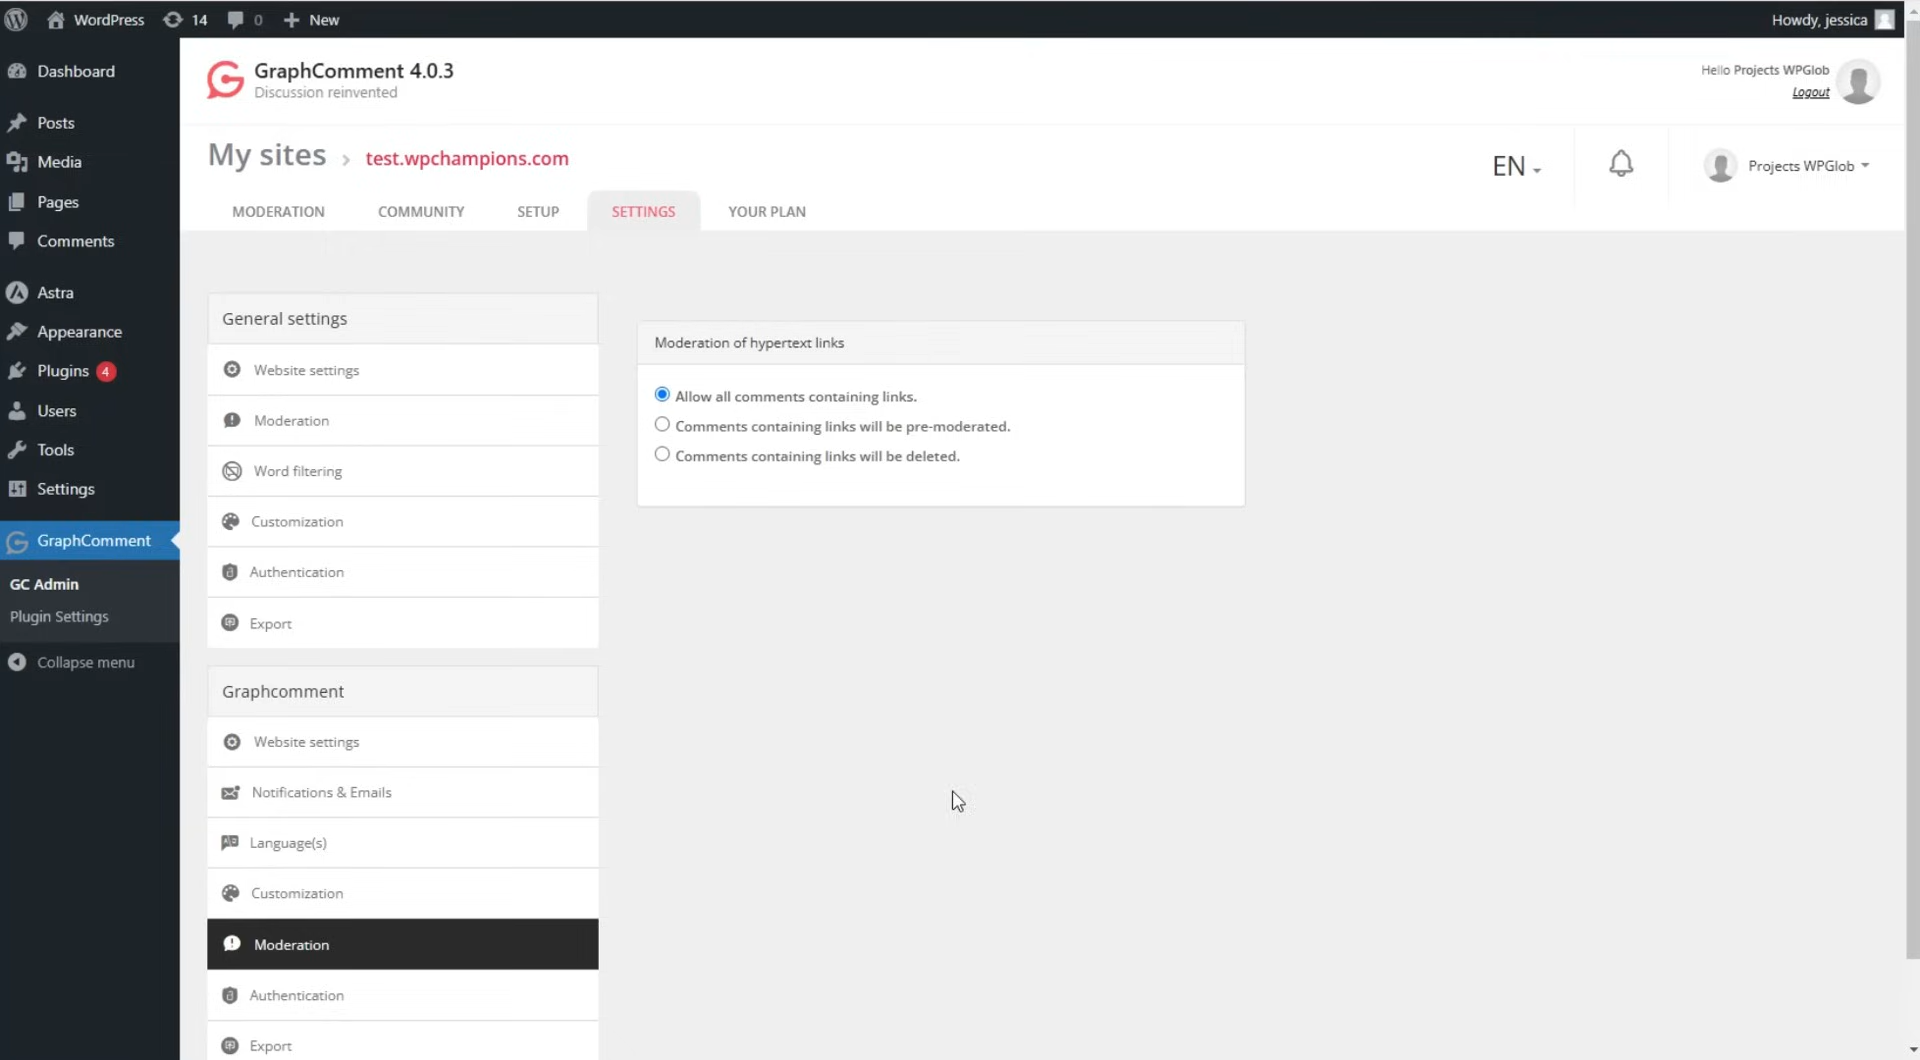 WordPress
14
0
New
Howdy, jessica
Dashboard
Posts
Media
Pages
Comments
Astra
Appearance
Plugins 4
Users
Tools
Settings
GraphComment
GC Admin
Plugin Settings
Collapse menu
GraphComment 4.0.3
Discussion reinvented
Hello Projects WPGlob
Logout
My sites › test.wpchampions.com
EN
Projects WPGlob
MODERATION
COMMUNITY
SETUP
SETTINGS
YOUR PLAN
General settings
Website settings
Moderation
Word filtering
Customization
Authentication
Export
Graphcomment
Website settings
Notifications & Emails
Language(s)
Customization
Moderation
Authentication
Export
Moderation of hypertext links
Allow all comments containing links.
Comments containing links will be pre-moderated.
Comments containing links will be deleted.